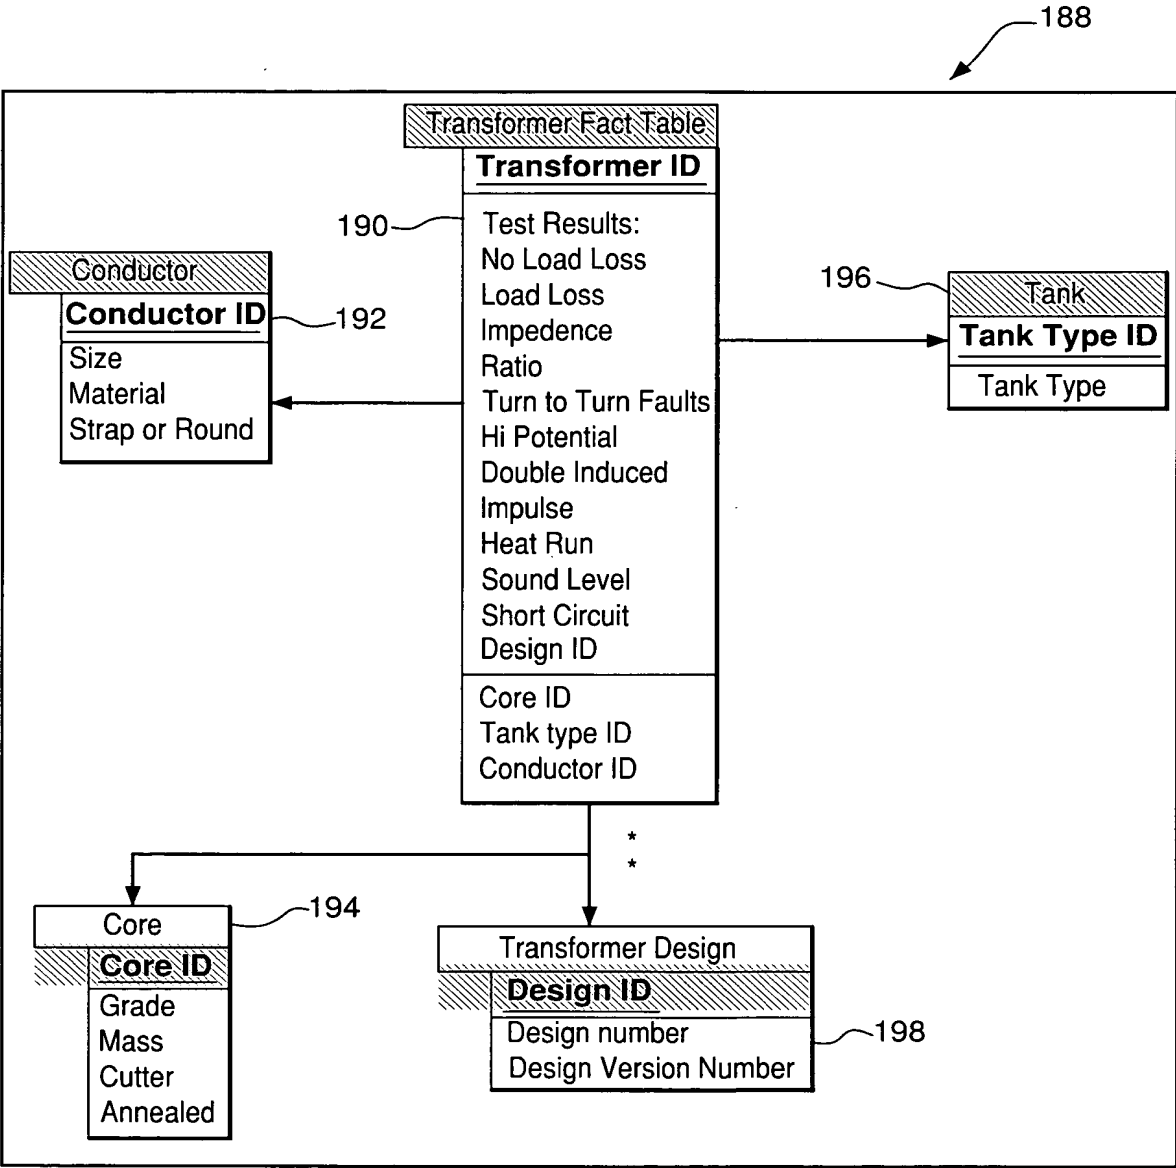 188
Transformer Fact Table
Transformer ID
190
Test Results:
No Load Loss
Load Loss
Impedence
Ratio
Turn to Turn Faults
Hi Potential
Double Induced
Impulse
Heat Run
Sound Level
Short Circuit
Design ID
Core ID
Tank type ID
Conductor ID
Conductor
Conductor ID
192
Size
Material
Strap or Round
196
Tank
Tank Type ID
Tank Type
*
*
Core
194
Core ID
Grade
Mass
Cutter
Annealed
Transformer Design
Design ID
Design number
198
Design Version Number